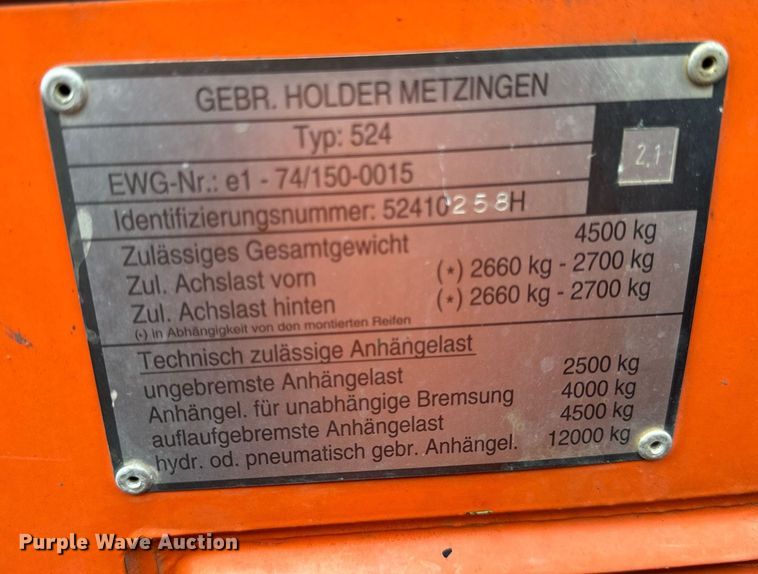 GEBR. HOLDER METZINGEN
Typ: 524
2.1
EWG-Nr.: e1 - 74/150-0015
Identifizierungsnummer: 52410258H
Zulässiges Gesamtgewicht 4500 kg
Zul. Achslast vorn (*) 2660 kg - 2700 kg
Zul. Achslast hinten (*) 2660 kg - 2700 kg
(*) in Abhängigkeit von den montierten Reifen
Technisch zulässige Anhängelast
ungebremste Anhängelast 2500 kg
Anhängel. für unabhängige Bremsung 4000 kg
auflaufgebremste Anhängelast 4500 kg
hydr. od. pneumatisch gebr. Anhängel. 12000 kg
Purple Wave Auction